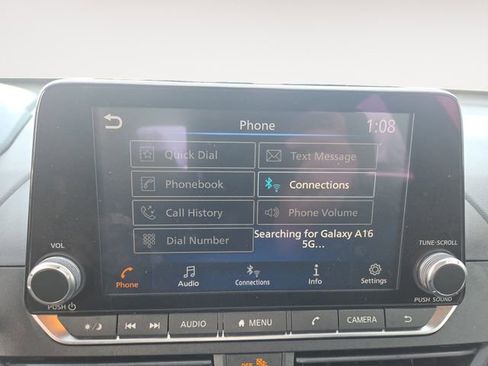 Phone
1:08
Quick Dial
Text Message
Phonebook
Connections
Call History
Phone Volume
Dial Number
Searching for Galaxy A16
5G...
VOL
TUNE·SCROLL
Phone
Audio
Connections
Info
Settings
PUSH
PUSH SOUND
AUDIO
MENU
CAMERA
OFF